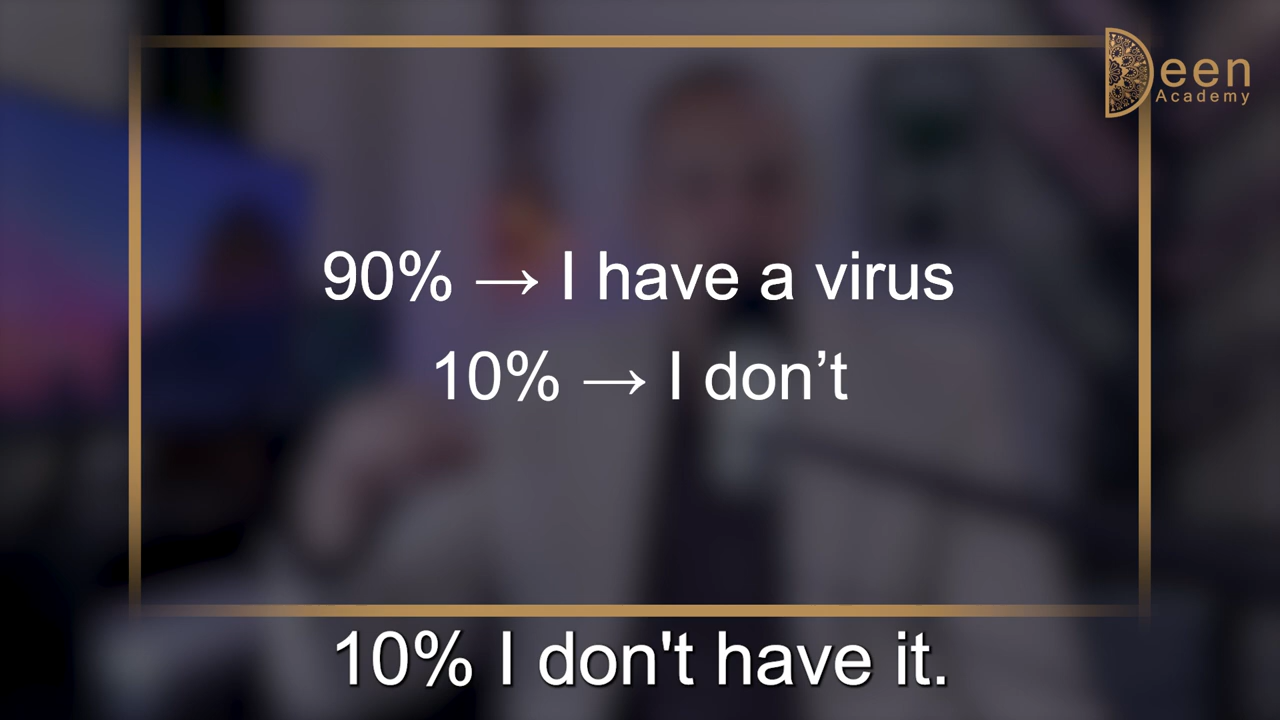 Deen
Academy
90% → I have a virus
10% → I don’t
10% I don't have it.